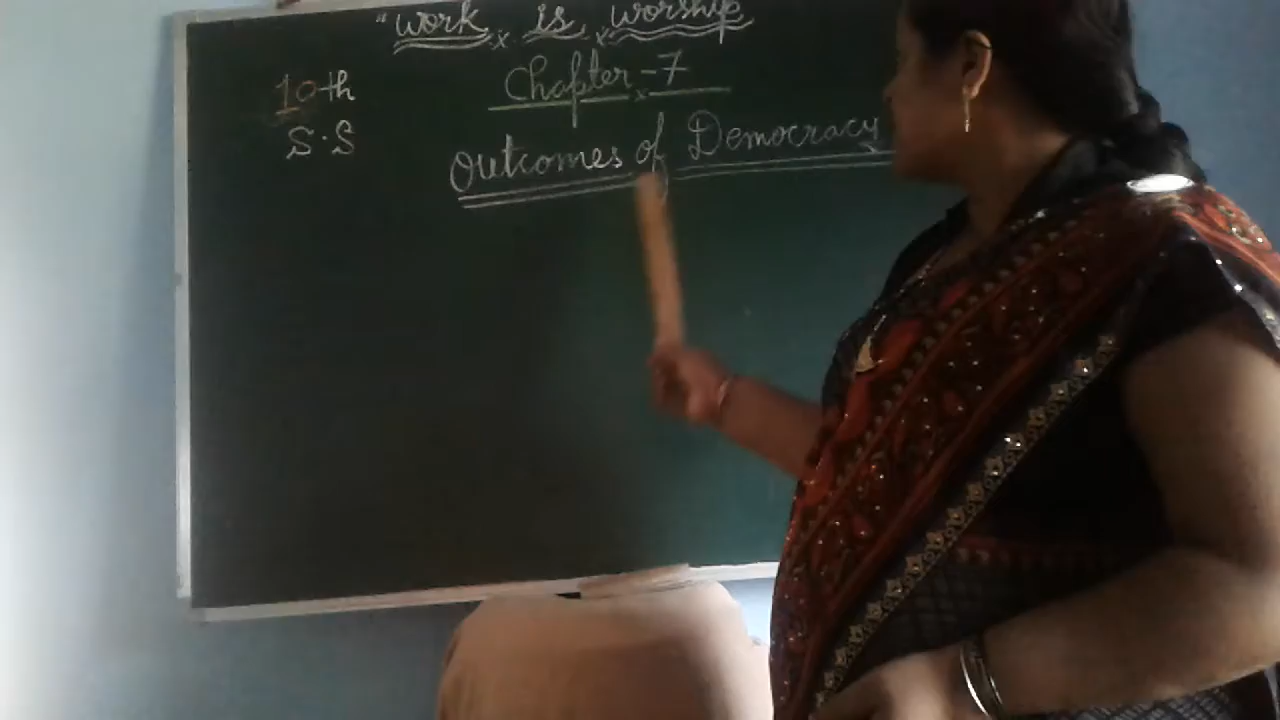 "work is worship
Chapter-7
10th
S.S
Outcomes of Democracy